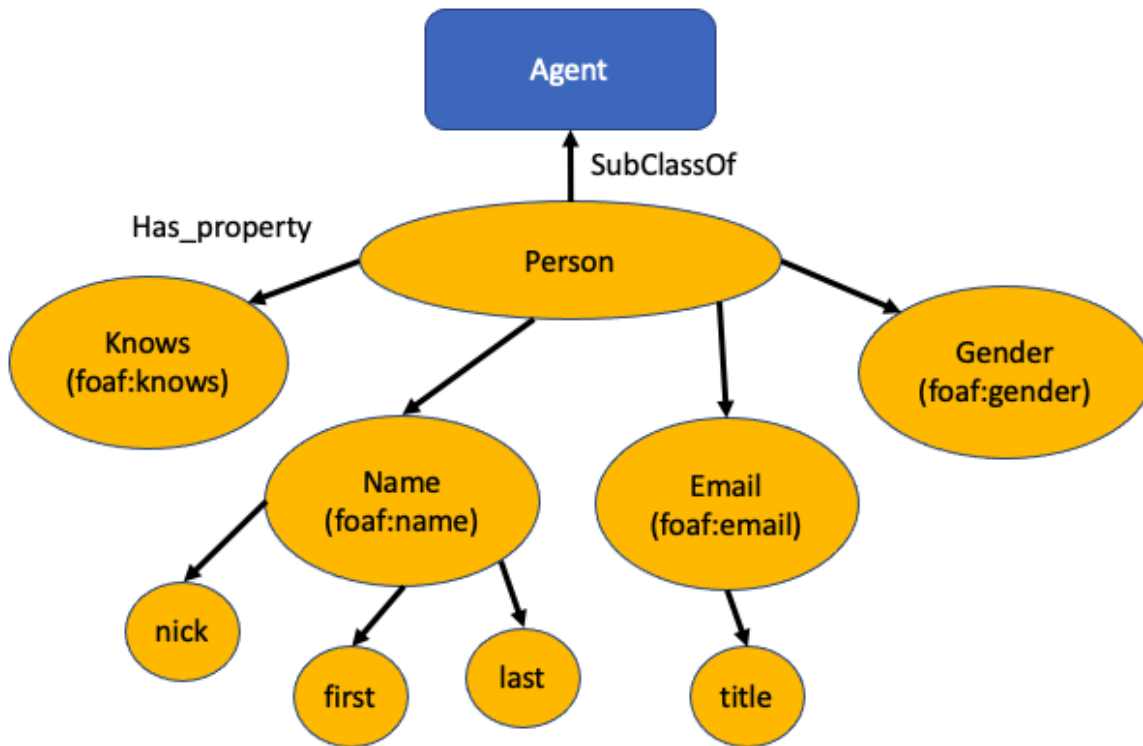 Agent
SubClassOf
Has_property
Person
Knows
(foaf:knows)
Gender
(foaf:gender)
Name
(foaf:name)
Email
(foaf:email)
nick
first
last
title